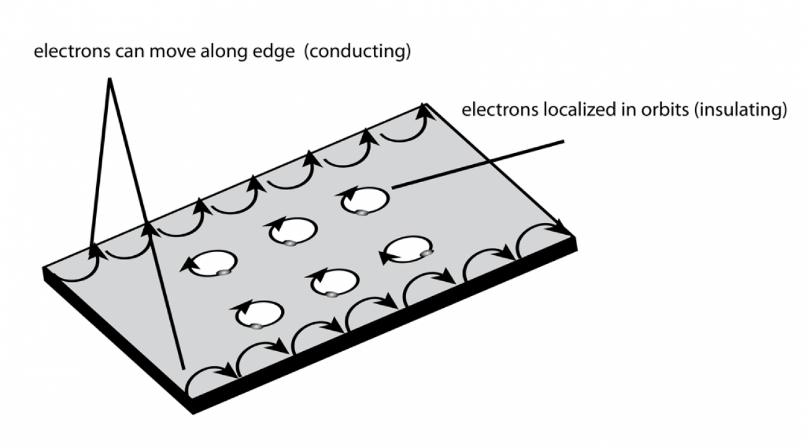 electrons can move along edge (conducting)
electrons localized in orbits (insulating)